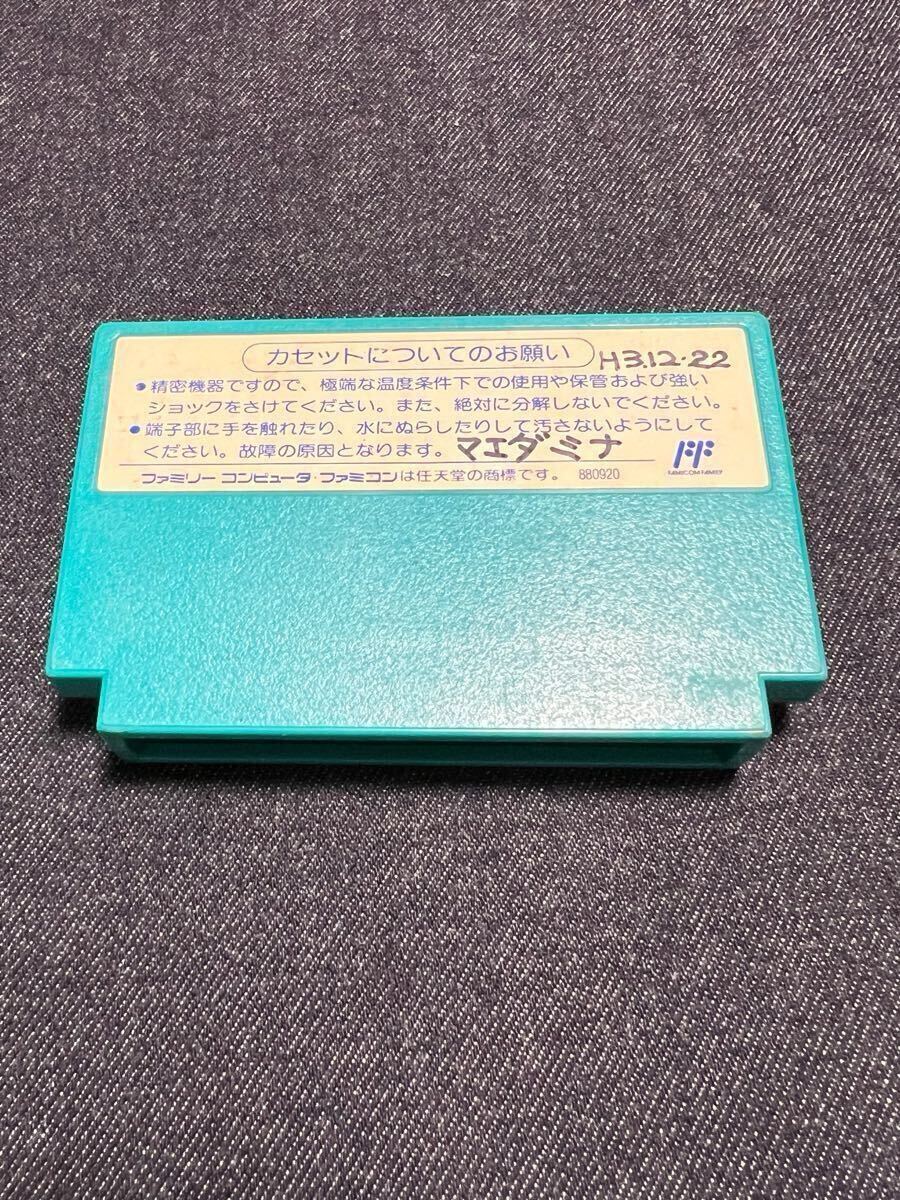 カセットについてのお願い H3.12.22
●精密機器ですので、極端な温度条件下での使用や保管および強い
ショックをさけてください。また、絶対に分解しないでください。
●端子部に手を触れたり、水にぬらしたりして汚さないようにして
ください。故障の原因となります。 マエダミナ
ファミリーコンピュータ・ファミコンは任天堂の商標です。 880920
FAMICOM FAMILY